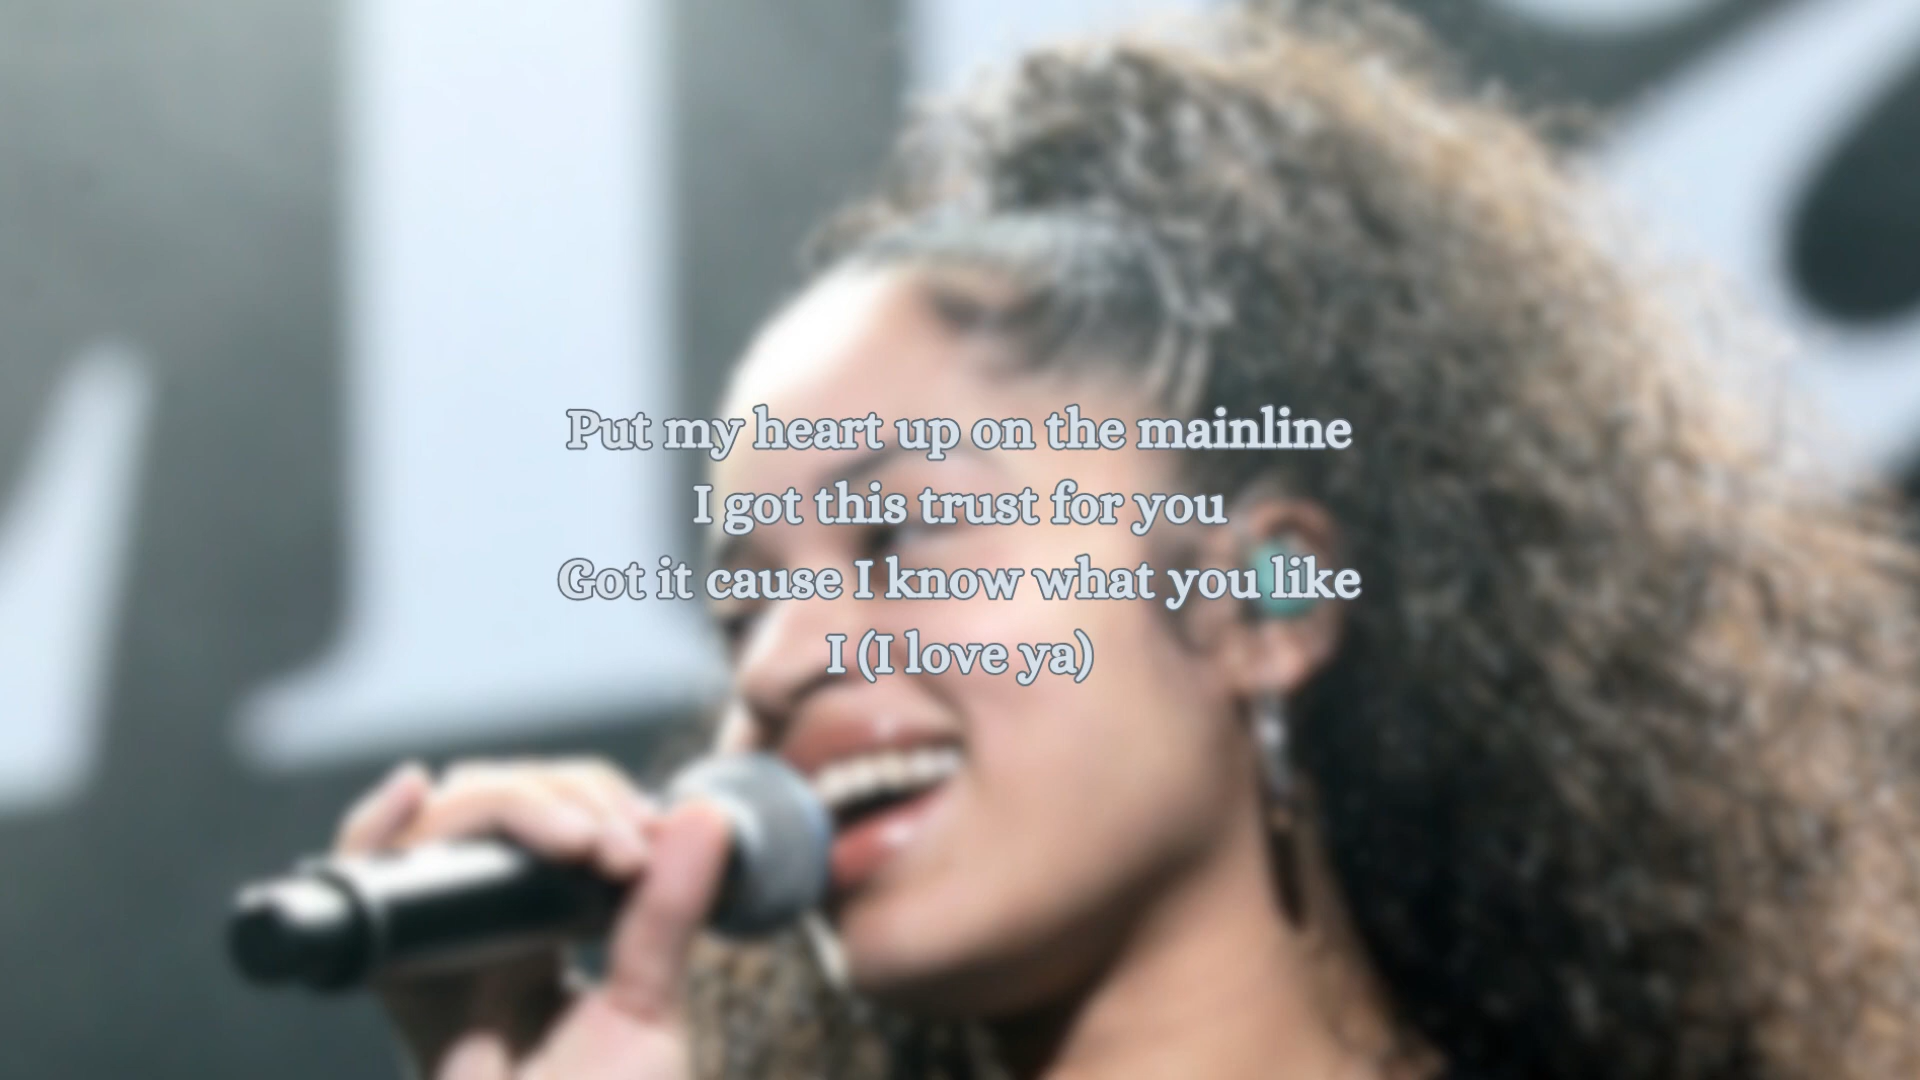 Put my heart up on the mainline
I got this trust for you
Got it cause I know what you like
I (I love ya)